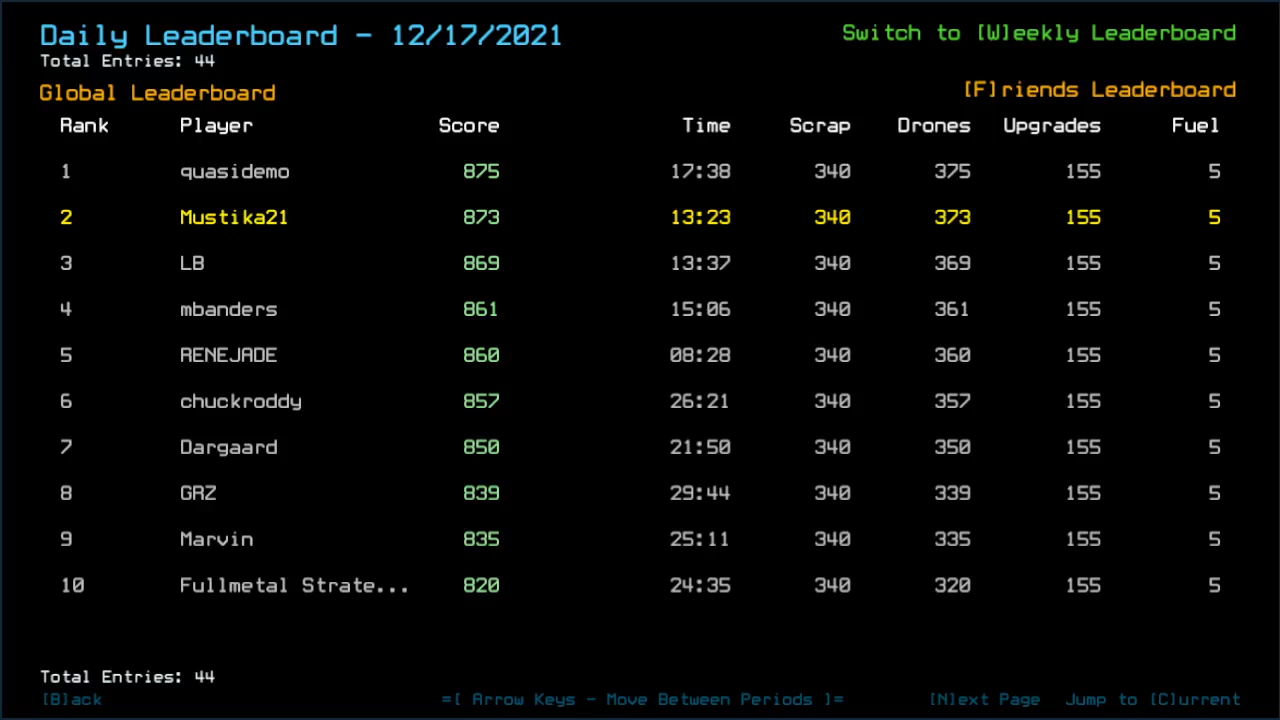 Daily Leaderboard - 12/17/2021 Switch to [W]eekly Leaderboard
Total Entries: 44
Global Leaderboard [F]riends Leaderboard
Rank Player Score Time Scrap Drones Upgrades Fuel
1 quasidemo 875 17:38 340 375 155 5
2 Mustika21 873 13:23 340 373 155 5
3 LB 869 13:37 340 369 155 5
4 mbanders 861 15:06 340 361 155 5
5 RENEJADE 860 08:28 340 360 155 5
6 chuckroddy 857 26:21 340 357 155 5
7 Dargaard 850 21:50 340 350 155 5
8 GRZ 839 29:44 340 339 155 5
9 Marvin 835 25:11 340 335 155 5
10 Fullmetal Strate... 820 24:35 340 320 155 5
Total Entries: 44
[B]ack =[ Arrow Keys - Move Between Periods ]= [N]ext Page Jump to [C]urrent